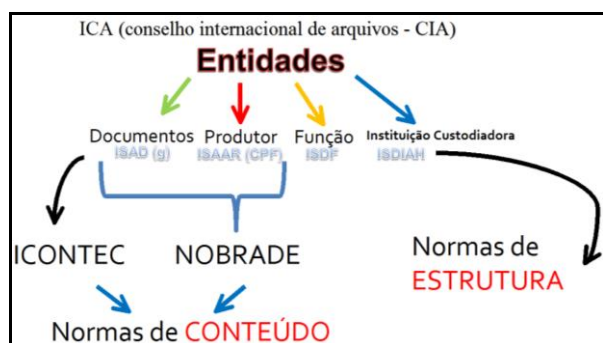 ICA (conselho internacional de arquivos - CIA)
Entidades
Documentos Produtor Função Instituição Custodiadora
ISAD (g) ISAAR (CPF) ISDF ISDIAH
ICONTEC NOBRADE
Normas de
ESTRUTURA
Normas de CONTEÚDO